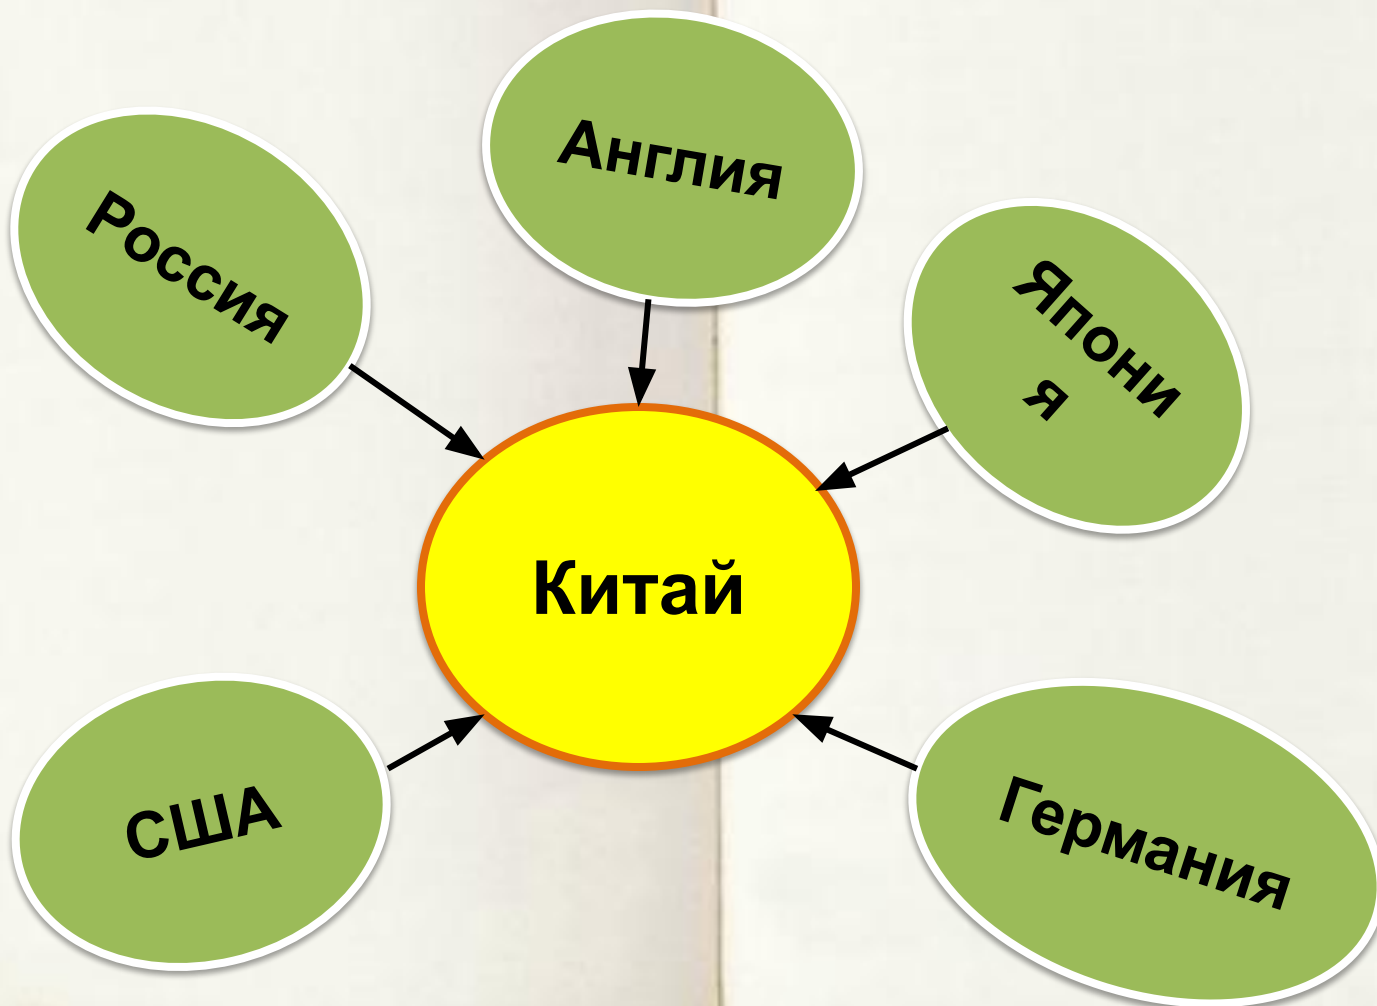 Англия
Россия
Япони
я
Китай
США
Германия